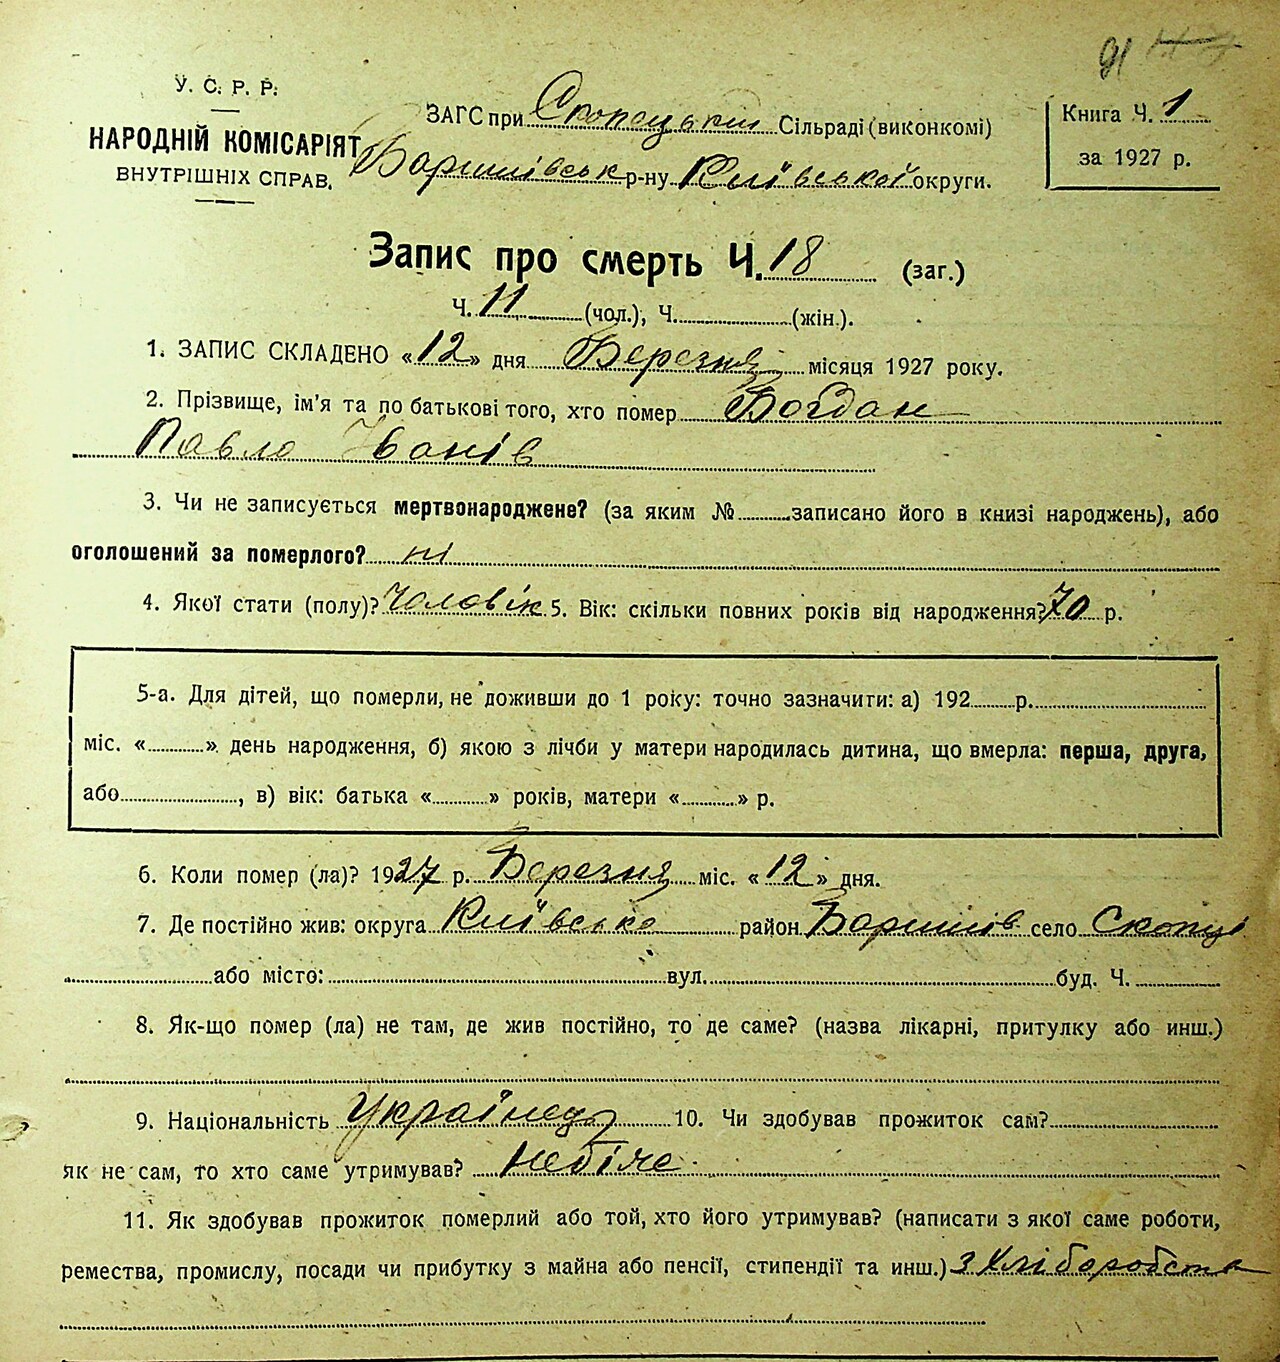 91
У. С. Р. Р.
НАРОДНІЙ КОМІСАРІЯТ
ВНУТРІШНІХ СПРАВ.
ЗАГС при Скопецькій Сільраді (виконкомі)
Баришівськ р-ну Київської округи.
Книга Ч. 1
за 1927 р.
Запис про смерть Ч. 18 (заг.)
Ч. 11 (чол.), Ч. (жін.).
1. ЗАПИС СКЛАДЕНО «12» дня Березня місяця 1927 року.
2. Прізвище, ім'я та по батькові того, хто помер Богдан
Павло Іванів
3. Чи не записується мертвонароджене? (за яким № записано його в книзі народжень), або
оголошений за померлого? ні
4. Якої стати (полу)? Чоловік 5. Вік: скільки повних років від народження? 70 р.
5-а. Для дітей, що померли, не доживши до 1 року: точно зазначити: а) 192 р.
міс. « » день народження, б) якою з лічби у матери народилась дитина, що вмерла: перша, друга,
або , в) вік: батька « » років, матери « » р.
6. Коли помер (ла)? 1927 р. Березня міс. «12» дня.
7. Де постійно жив: округа Київсько район Баришів. село Скопці
або місто: вул. буд. Ч.
8. Як-що помер (ла) не там, де жив постійно, то де саме? (назва лікарні, притулку або инш.)
9. Національність Українець 10. Чи здобував прожиток сам?
як не сам, то хто саме утримував?
11. Як здобував прожиток померлий або той, хто його утримував? (написати з якої саме роботи,
ремества, промислу, посади чи прибутку з майна або пенсії, стипендії та инш.) з Хліборобства